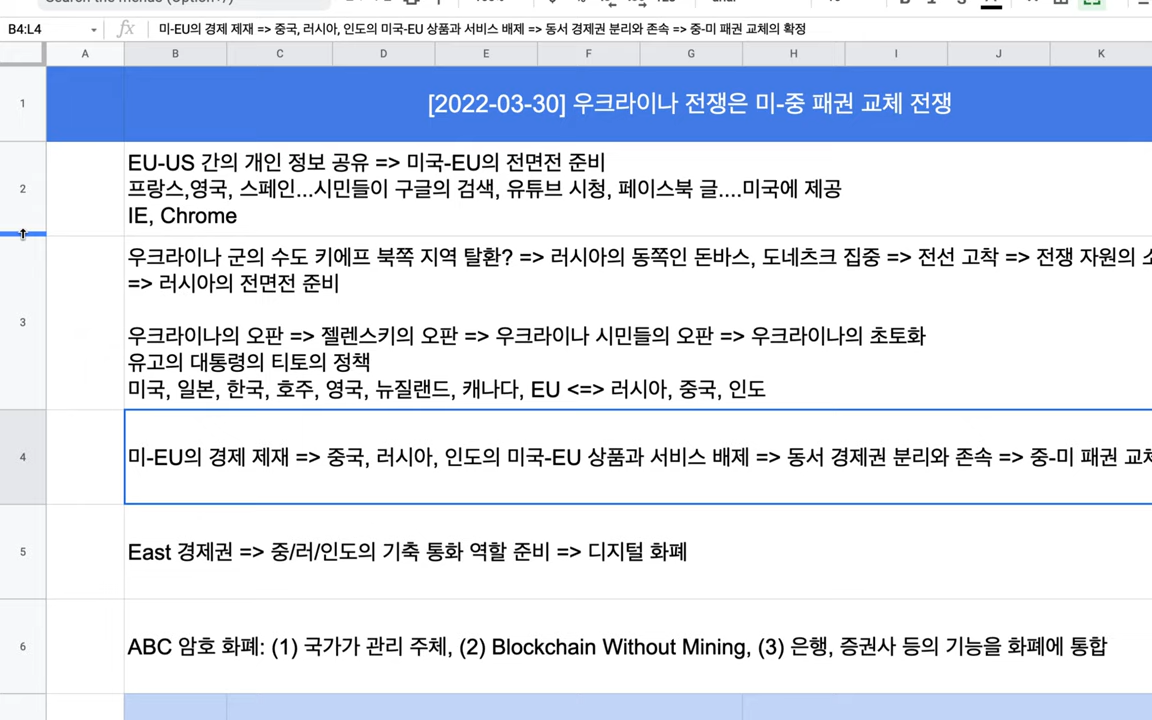 B4:L4
fx
미-EU의 경제 제재 => 중국, 러시아, 인도의 미국-EU 상품과 서비스 배제 => 동서 경제권 분리와 존속 => 중-미 패권 교체의 확정
A B C D E F G H I J K
1
[2022-03-30] 우크라이나 전쟁은 미-중 패권 교체 전쟁
2
EU-US 간의 개인 정보 공유 => 미국-EU의 전면전 준비
프랑스,영국, 스페인...시민들이 구글의 검색, 유튜브 시청, 페이스북 글....미국에 제공
IE, Chrome
3
우크라이나 군의 수도 키에프 북쪽 지역 탈환? => 러시아의 동쪽인 돈바스, 도네츠크 집중 => 전선 고착 => 전쟁 자원의
=> 러시아의 전면전 준비
우크라이나의 오판 => 젤렌스키의 오판 => 우크라이나 시민들의 오판 => 우크라이나의 초토화
유고의 대통령의 티토의 정책
미국, 일본, 한국, 호주, 영국, 뉴질랜드, 캐나다, EU <=> 러시아, 중국, 인도
4
미-EU의 경제 제재 => 중국, 러시아, 인도의 미국-EU 상품과 서비스 배제 => 동서 경제권 분리와 존속 => 중-미 패권 교체
5
East 경제권 => 중/러/인도의 기축 통화 역할 준비 => 디지털 화폐
6
ABC 암호 화폐: (1) 국가가 관리 주체, (2) Blockchain Without Mining, (3) 은행, 증권사 등의 기능을 화폐에 통합